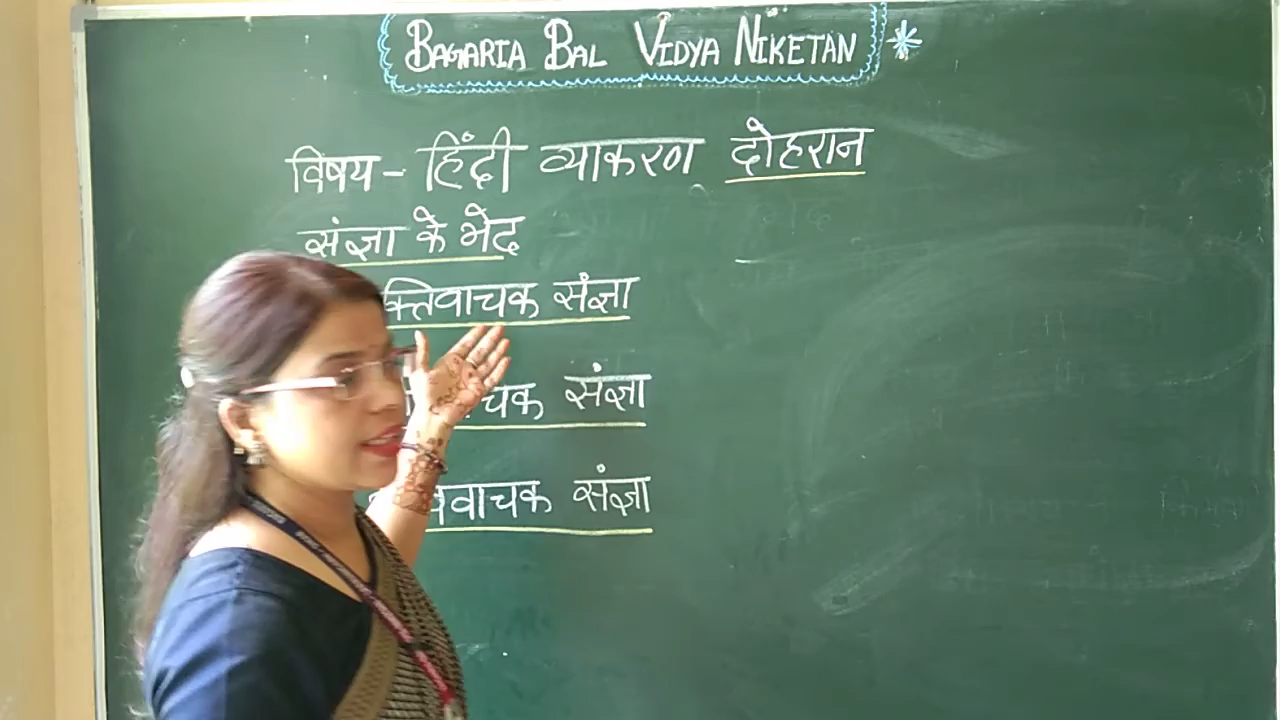 BAGARIA BAL VIDYA NIKETAN
विषय - हिंदी व्याकरण दोहरान
संज्ञा के भेद
क्तिवाचक संज्ञा
चक संज्ञा
वाचक संज्ञा